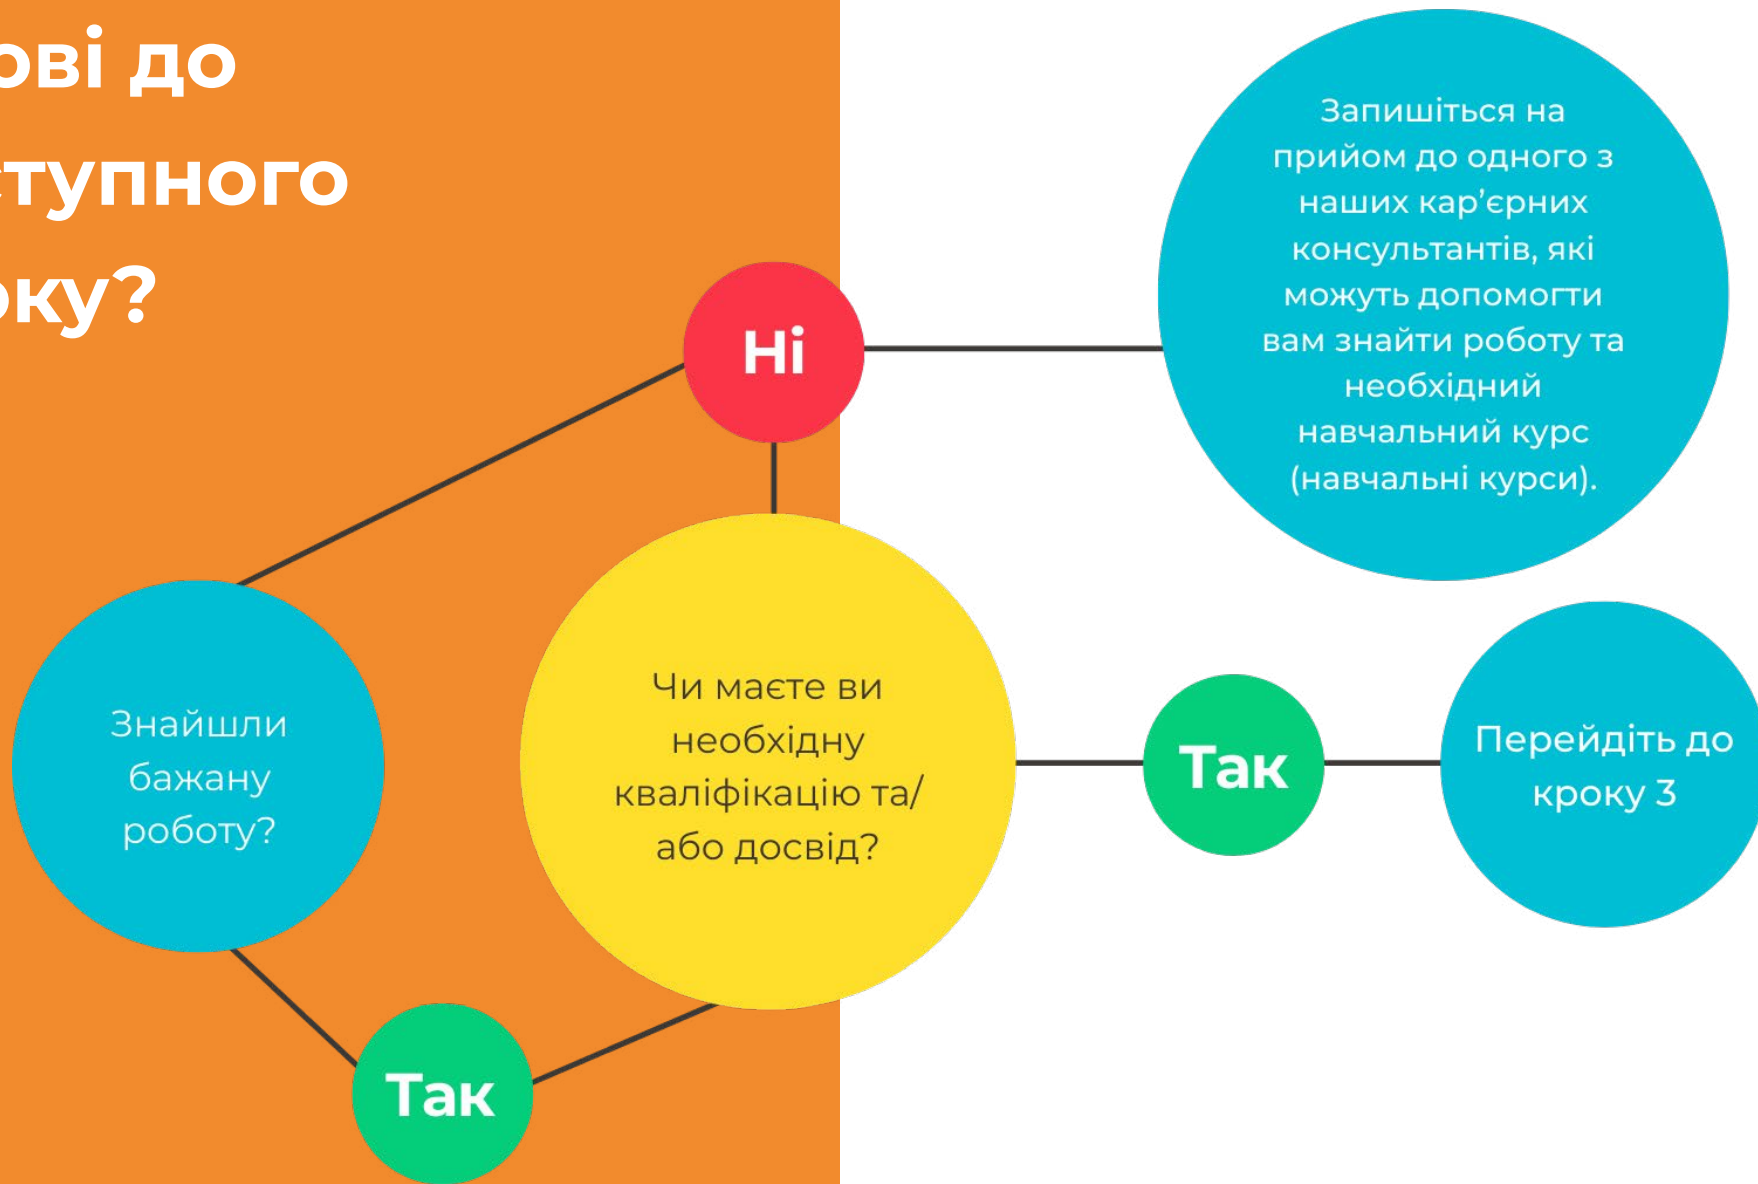 ові до
ступного
оку?
Ні
Запишіться на
прийом до одного з
наших кар’єрних
консультантів, які
можуть допомогти
вам знайти роботу та
необхідний
навчальний курс
(навчальні курси).
Знайшли
бажану
роботу?
Чи маєте ви
необхідну
кваліфікацію та/
або досвід?
Так
Перейдіть до
кроку 3
Так